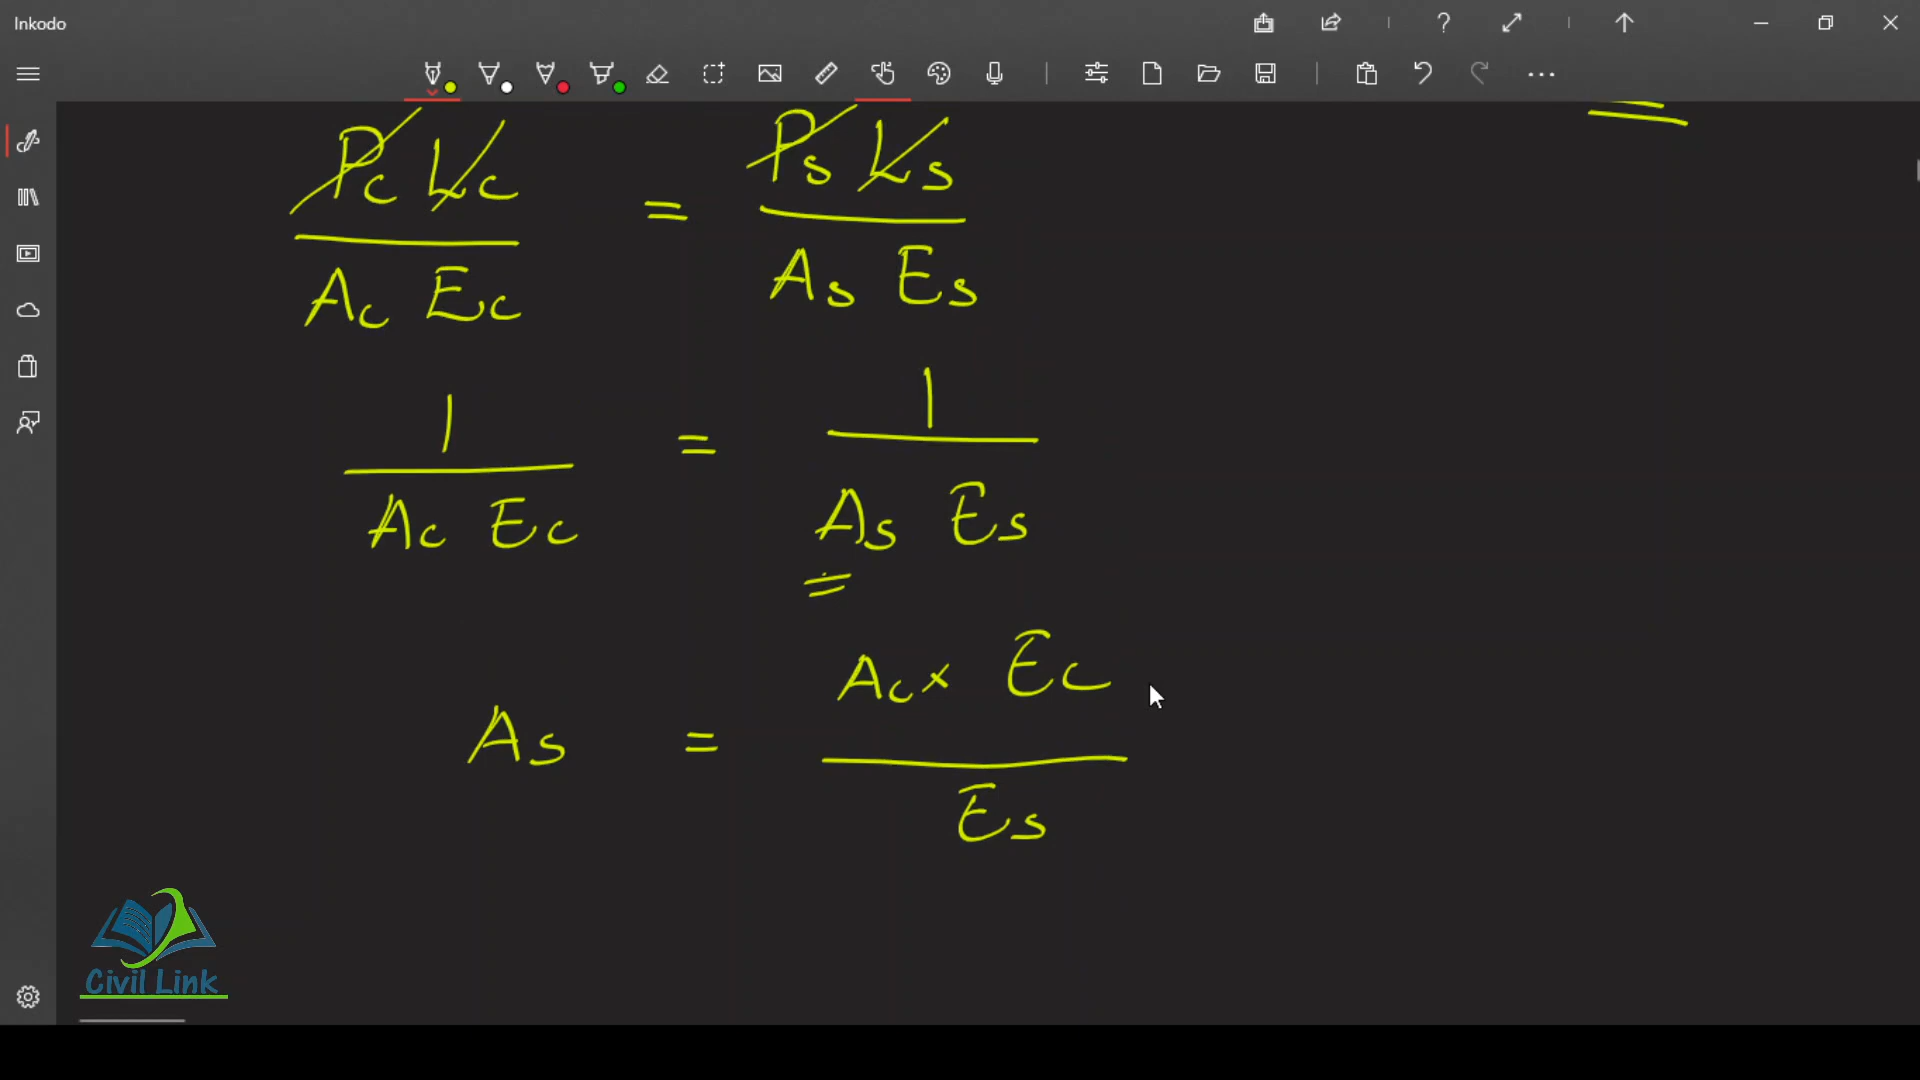 Inkodo
Pc Lc = Ps Ls
Ac Ec As Es
1 = 1
Ac Ec As Es
Ac × Ec
As =
Es
Civil Link